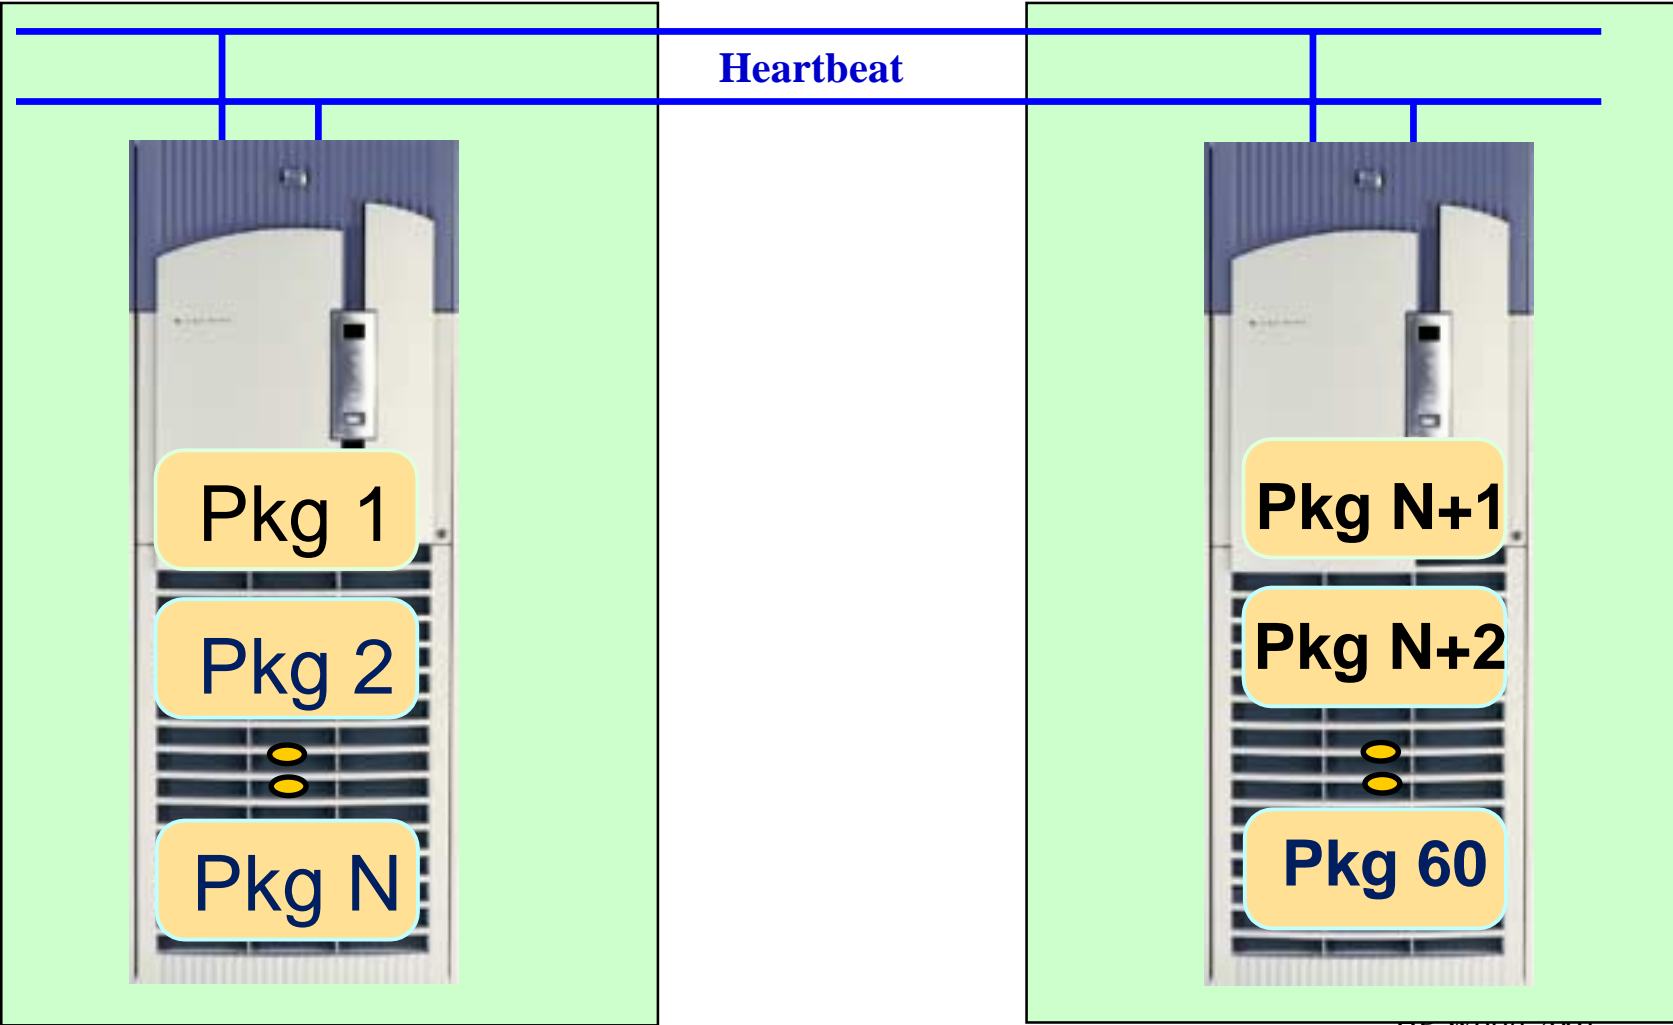 Heartbeat
Pkg 1
Pkg 2
Pkg N
Pkg N+1
Pkg N+2
Pkg 60